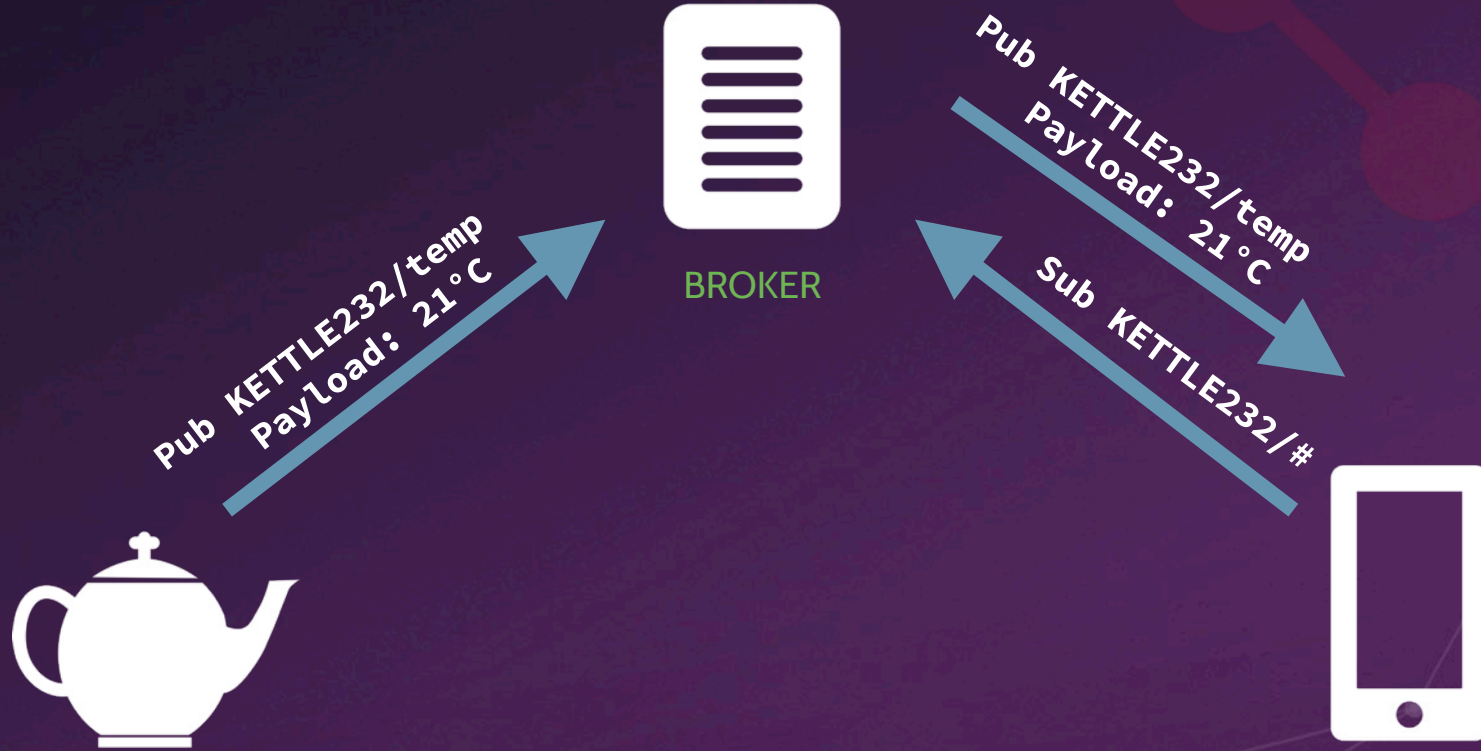 Pub KETTLE232/temp
Payload: 21°C
BROKER
Pub KETTLE232/temp
Payload: 21°C
Sub KETTLE232/#